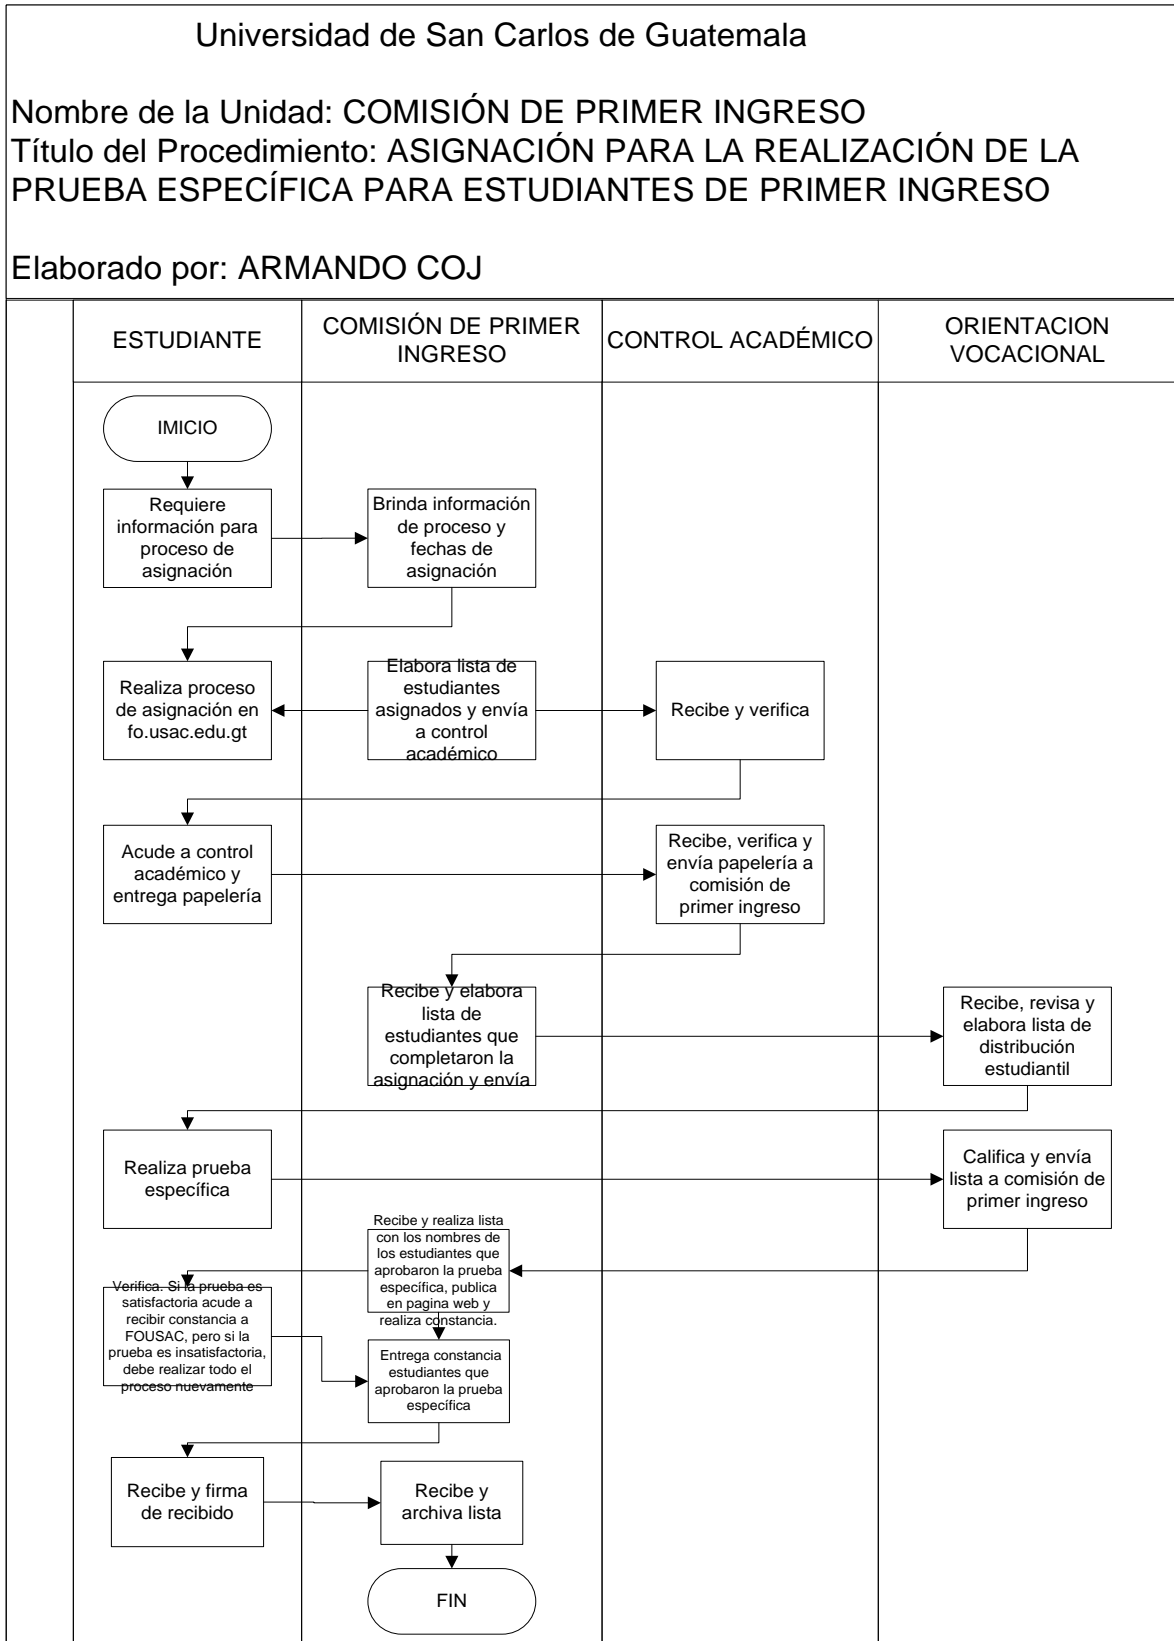 Universidad de San Carlos de Guatemala
Nombre de la Unidad: COMISIÓN DE PRIMER INGRESO
Título del Procedimiento: ASIGNACIÓN PARA LA REALIZACIÓN DE LA
PRUEBA ESPECÍFICA PARA ESTUDIANTES DE PRIMER INGRESO
Elaborado por: ARMANDO COJ
ESTUDIANTE
COMISIÓN DE PRIMER
INGRESO
CONTROL ACADÉMICO
ORIENTACION
VOCACIONAL
IMICIO
Requiere
información para
proceso de
asignación
Brinda información
de proceso y
fechas de
asignación
Realiza proceso
de asignación en
fo.usac.edu.gt
Elabora lista de
estudiantes
asignados y envía
a control
académico
Recibe y verifica
Acude a control
académico y
entrega papelería
Recibe, verifica y
envía papelería a
comisión de
primer ingreso
Recibe y elabora
lista de
estudiantes que
completaron la
asignación y envía
Recibe, revisa y
elabora lista de
distribución
estudiantil
Realiza prueba
específica
Califica y envía
lista a comisión de
primer ingreso
Recibe y realiza lista
con los nombres de
los estudiantes que
aprobaron la prueba
específica, publica
en pagina web y
realiza constancia.
Verifica. Si la prueba es
satisfactoria acude a
recibir constancia a
FOUSAC, pero si la
prueba es insatisfactoria,
debe realizar todo el
proceso nuevamente
Entrega constancia
estudiantes que
aprobaron la prueba
específica
Recibe y firma
de recibido
Recibe y
archiva lista
FIN